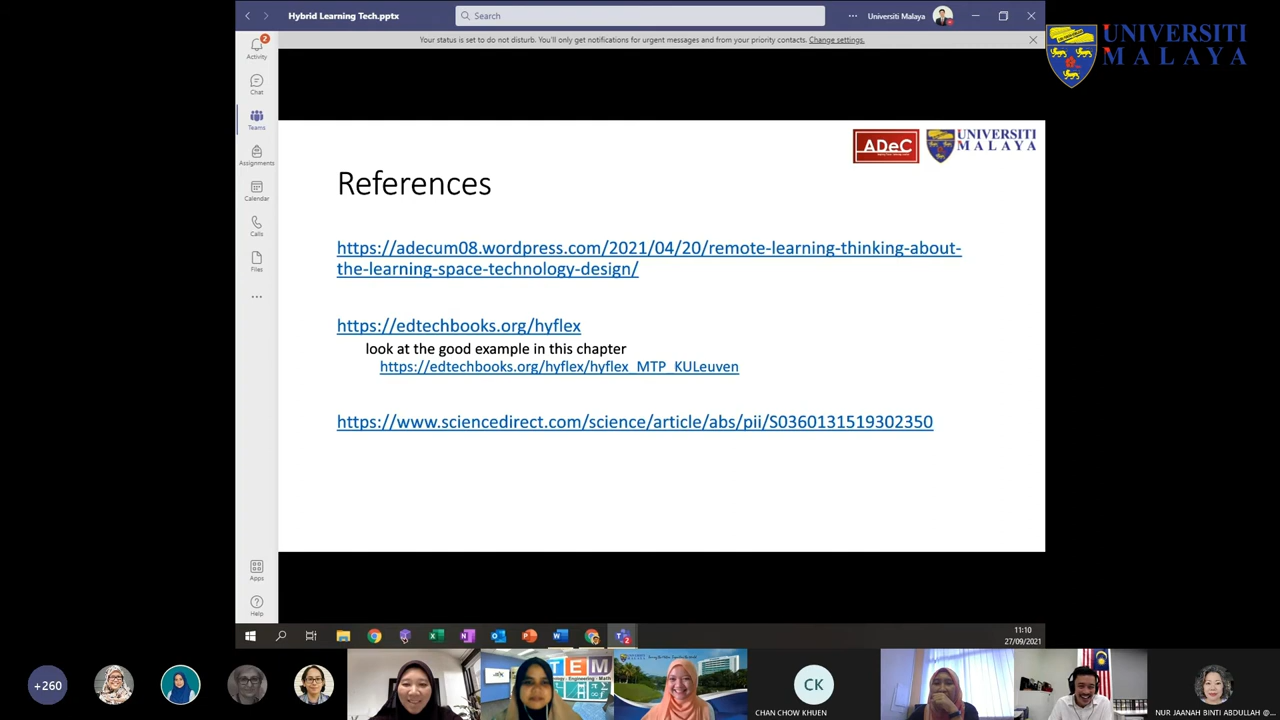 Hybrid Learning Tech.pptx
Search
Universiti Malaya
Your status is set to do not disturb. You'll only get notifications for urgent messages and from your priority contacts. Change settings.
UNIVERSITI
MALAYA
Activity
2
Chat
Teams
Assignments
Calendar
Calls
Files
Apps
Help
ADeC
UNIVERSITI
MALAYA
References
https://adecum08.wordpress.com/2021/04/20/remote-learning-thinking-about-
the-learning-space-technology-design/
https://edtechbooks.org/hyflex
look at the good example in this chapter
https://edtechbooks.org/hyflex/hyflex_MTP_KULeuven
https://www.sciencedirect.com/science/article/abs/pii/S0360131519302350
11:10
27/09/2021
+260
STEM
CK
CHAN CHOW KHUEN
NUR JAANAH BINTI ABDULLAH @...